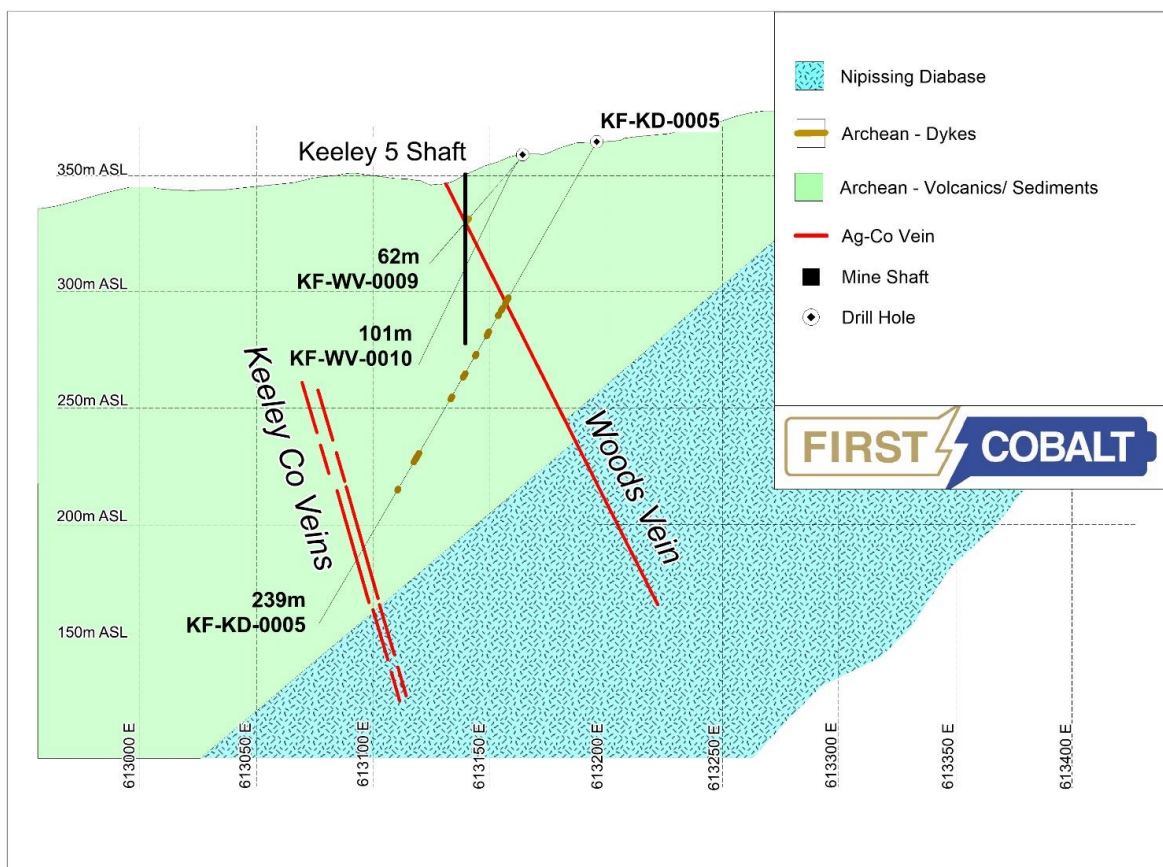 KF-KD-0005
Keeley 5 Shaft
350m ASL
62m
KF-WV-0009
300m ASL
101m
KF-WV-0010
250m ASL
Keeley Co Veins
Woods Vein
200m ASL
239m
KF-KD-0005
150m ASL
613000 E
613050 E
613100 E
613150 E
613200 E
613250 E
613300 E
613350 E
613400 E
Nipissing Diabase
Archean - Dykes
Archean - Volcanics/ Sediments
Ag-Co Vein
Mine Shaft
Drill Hole
FIRST COBALT